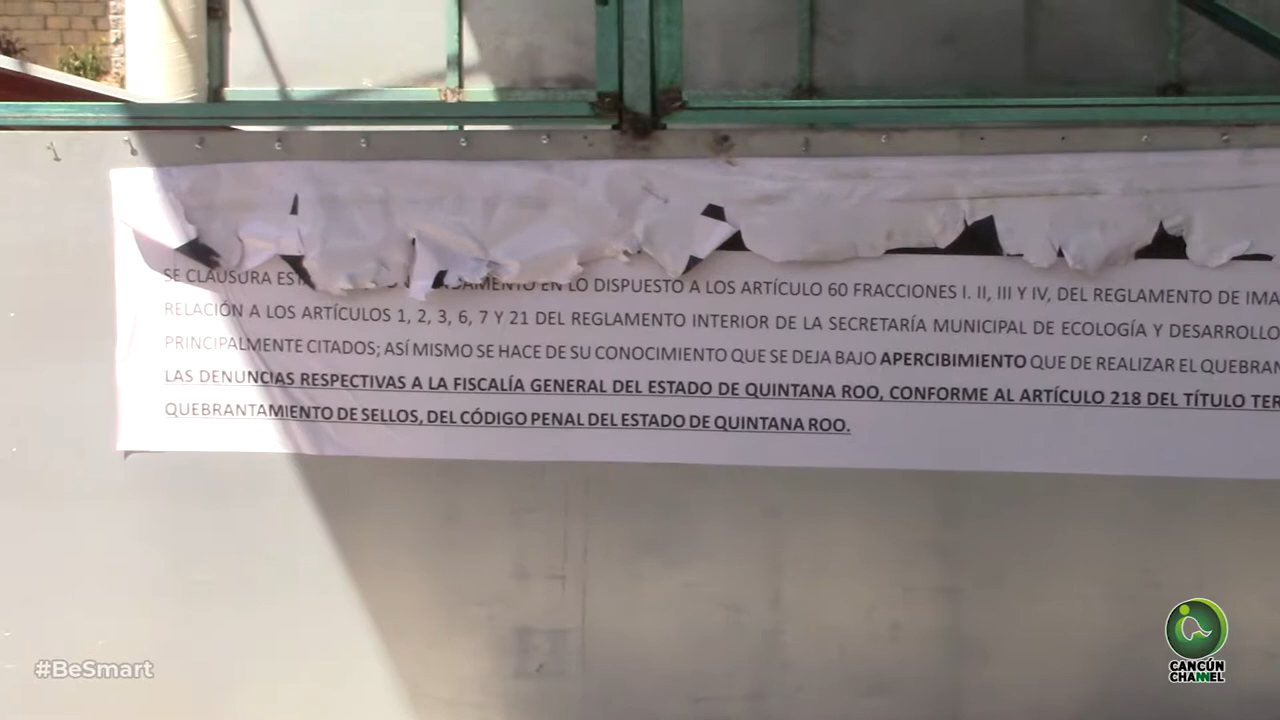 SE CLAUSURA EN LO DISPUESTO A LOS ARTÍCULO 60 FRACCIONES I. II, III Y IV, DEL REGLAMENTO DE
RELACIÓN A LOS ARTÍCULOS 1, 2, 3, 6, 7 Y 21 DEL REGLAMENTO INTERIOR DE LA SECRETARÍA MUNICIPAL DE ECOLOGÍA Y DESARROLLO
PRINCIPALMENTE CITADOS; ASÍ MISMO SE HACE DE SU CONOCIMIENTO QUE SE DEJA BAJO APERCIBIMIENTO QUE DE REALIZAR EL
LAS DENUNCIAS RESPECTIVAS A LA FISCALÍA GENERAL DEL ESTADO DE QUINTANA ROO, CONFORME AL ARTÍCULO 218 DEL TÍTULO
QUEBRANTAMIENTO DE SELLOS, DEL CÓDIGO PENAL DEL ESTADO DE QUINTANA ROO.
#BeSmart
CANCÚN
CHANNEL